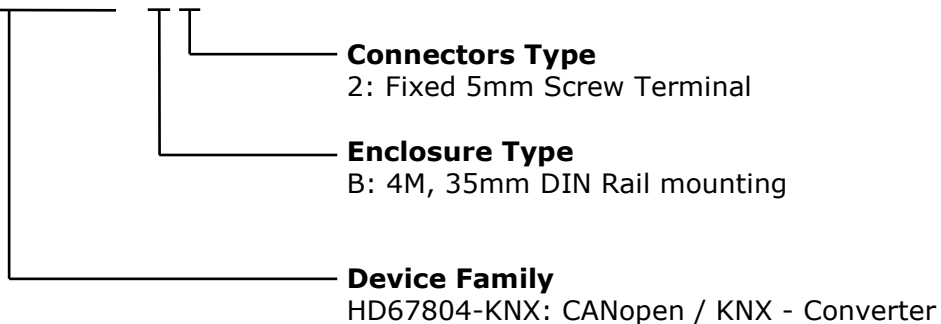 Connectors Type
2: Fixed 5mm Screw Terminal
Enclosure Type
B: 4M, 35mm DIN Rail mounting
Device Family
HD67804-KNX: CANopen / KNX - Converter